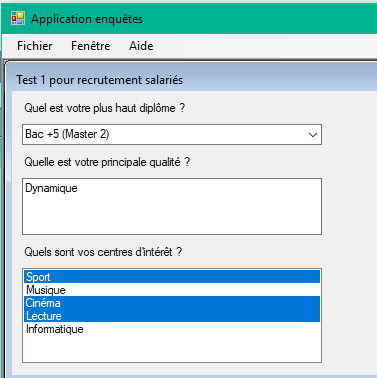 Application enquêtes
Fichier Fenêtre Aide
Test 1 pour recrutement salariés
Quel est votre plus haut diplôme ?
Bac +5 (Master 2)
Quelle est votre principale qualité ?
Dynamique
Quels sont vos centres d'intérêt ?
Sport
Musique
Cinéma
Lecture
Informatique